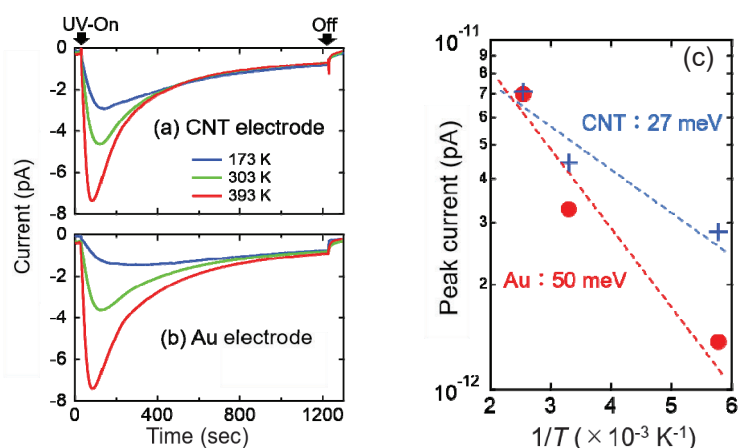 UV-On
Off
0
-2
-4
-6
-8
(a) CNT electrode
173 K
303 K
393 K
0
-2
-4
-6
-8
(b) Au electrode
0
400
800
1200
Time (sec)
Current (pA)
(c)
10⁻¹¹
9
8
7
6
5
4
3
2
10⁻¹²
CNT : 27 meV
Au : 50 meV
Peak current (pA)
2
3
4
5
6
1/T ( × 10⁻³ K⁻¹)